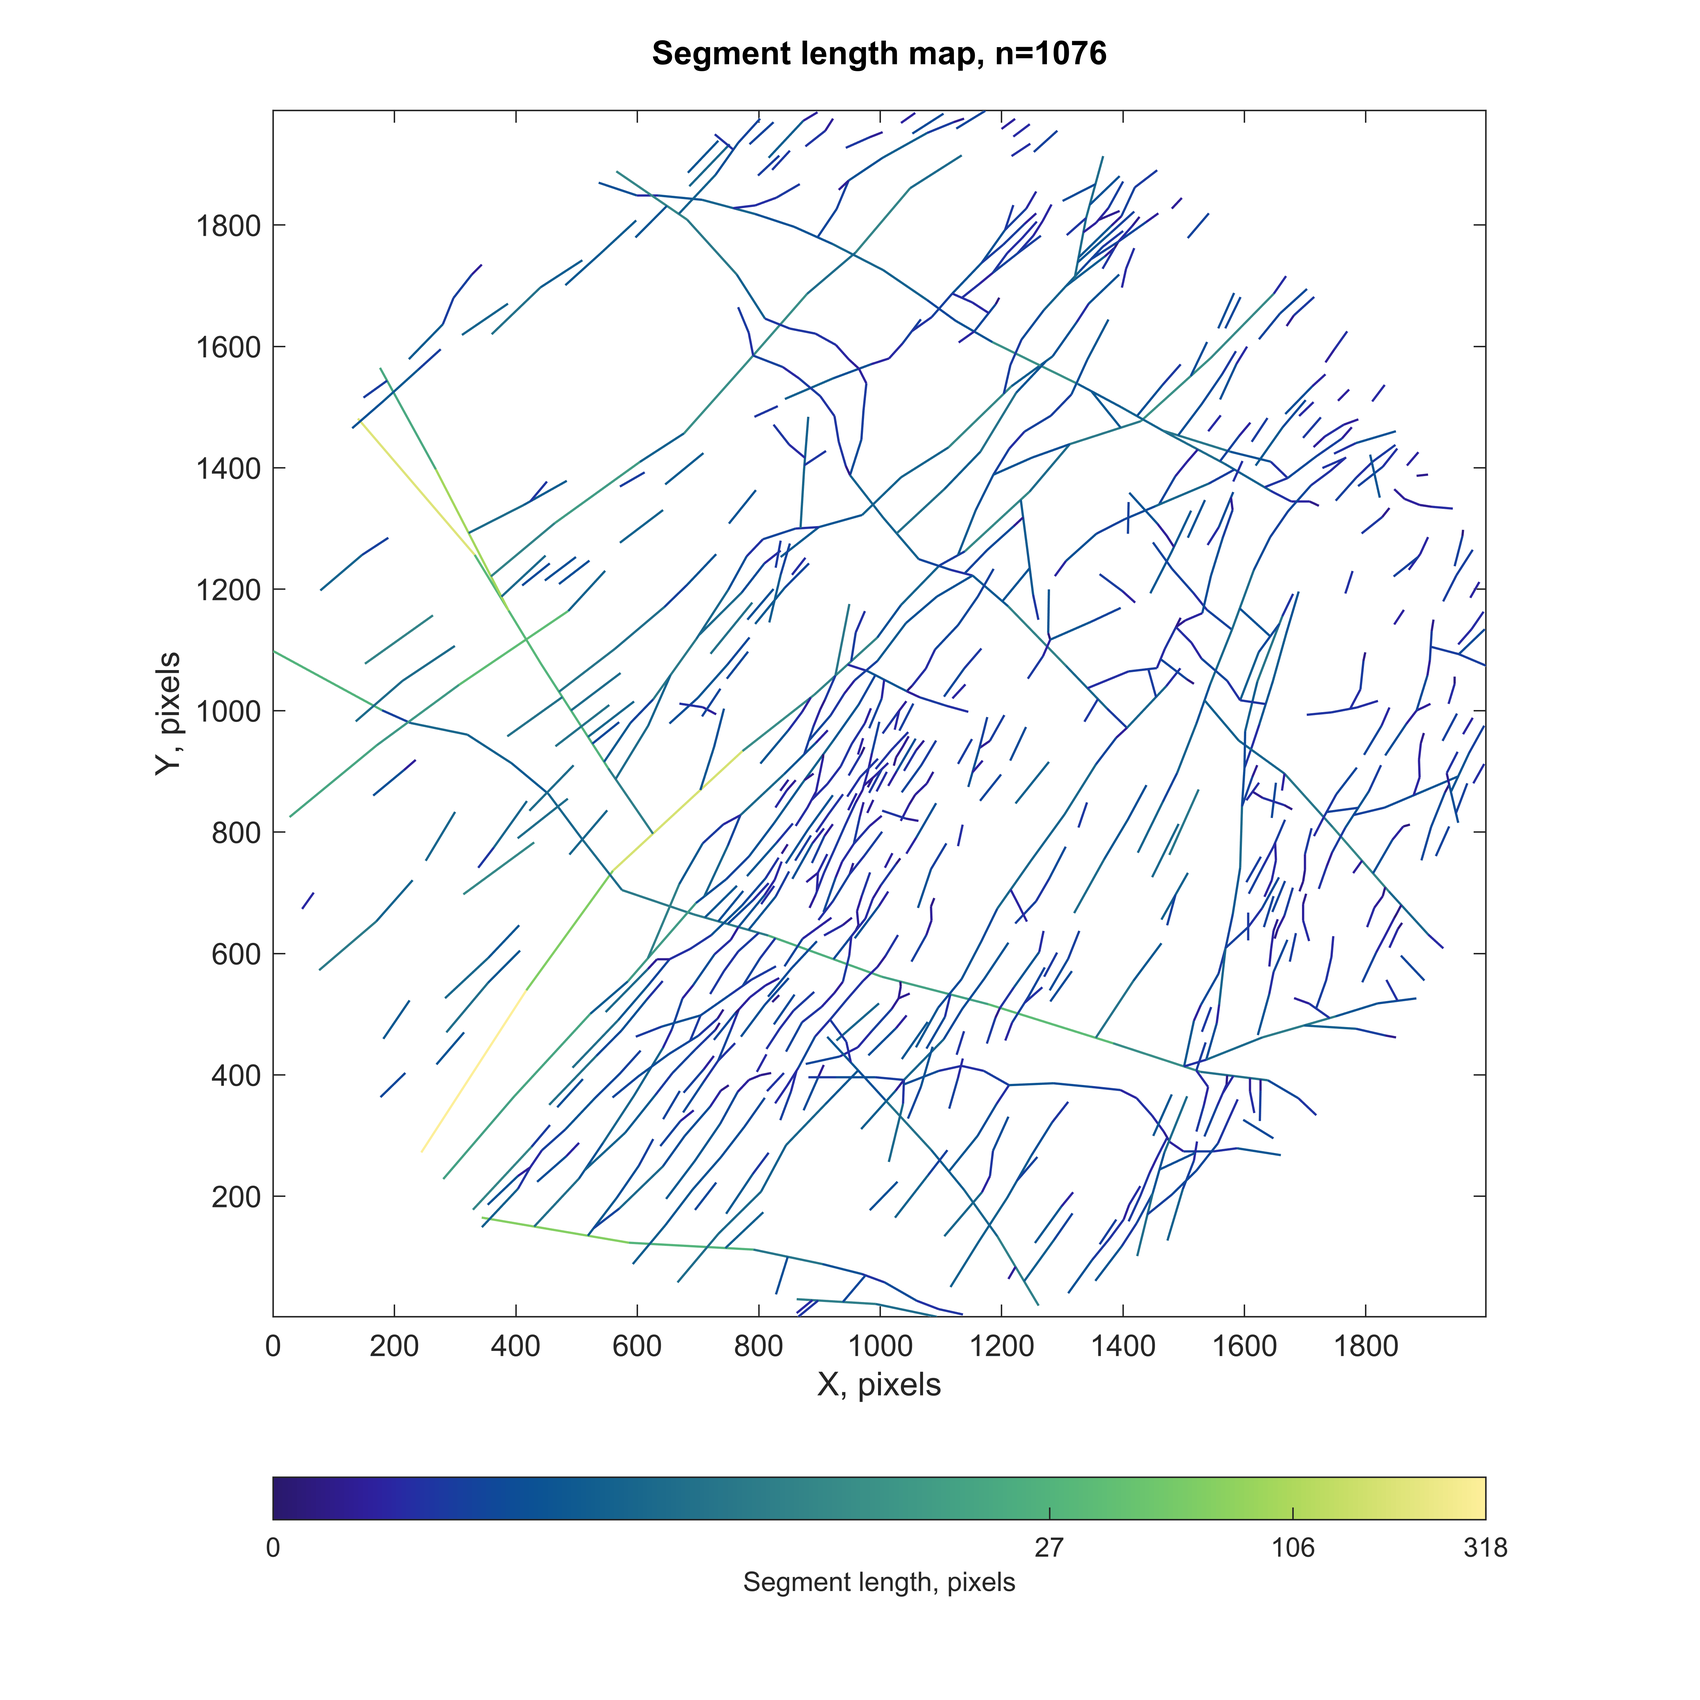 Segment length map, n=1076
Y, pixels
1800
1600
1400
1200
1000
800
600
400
200
0 200 400 600 800 1000 1200 1400 1600 1800
X, pixels
0 27 106 318
Segment length, pixels